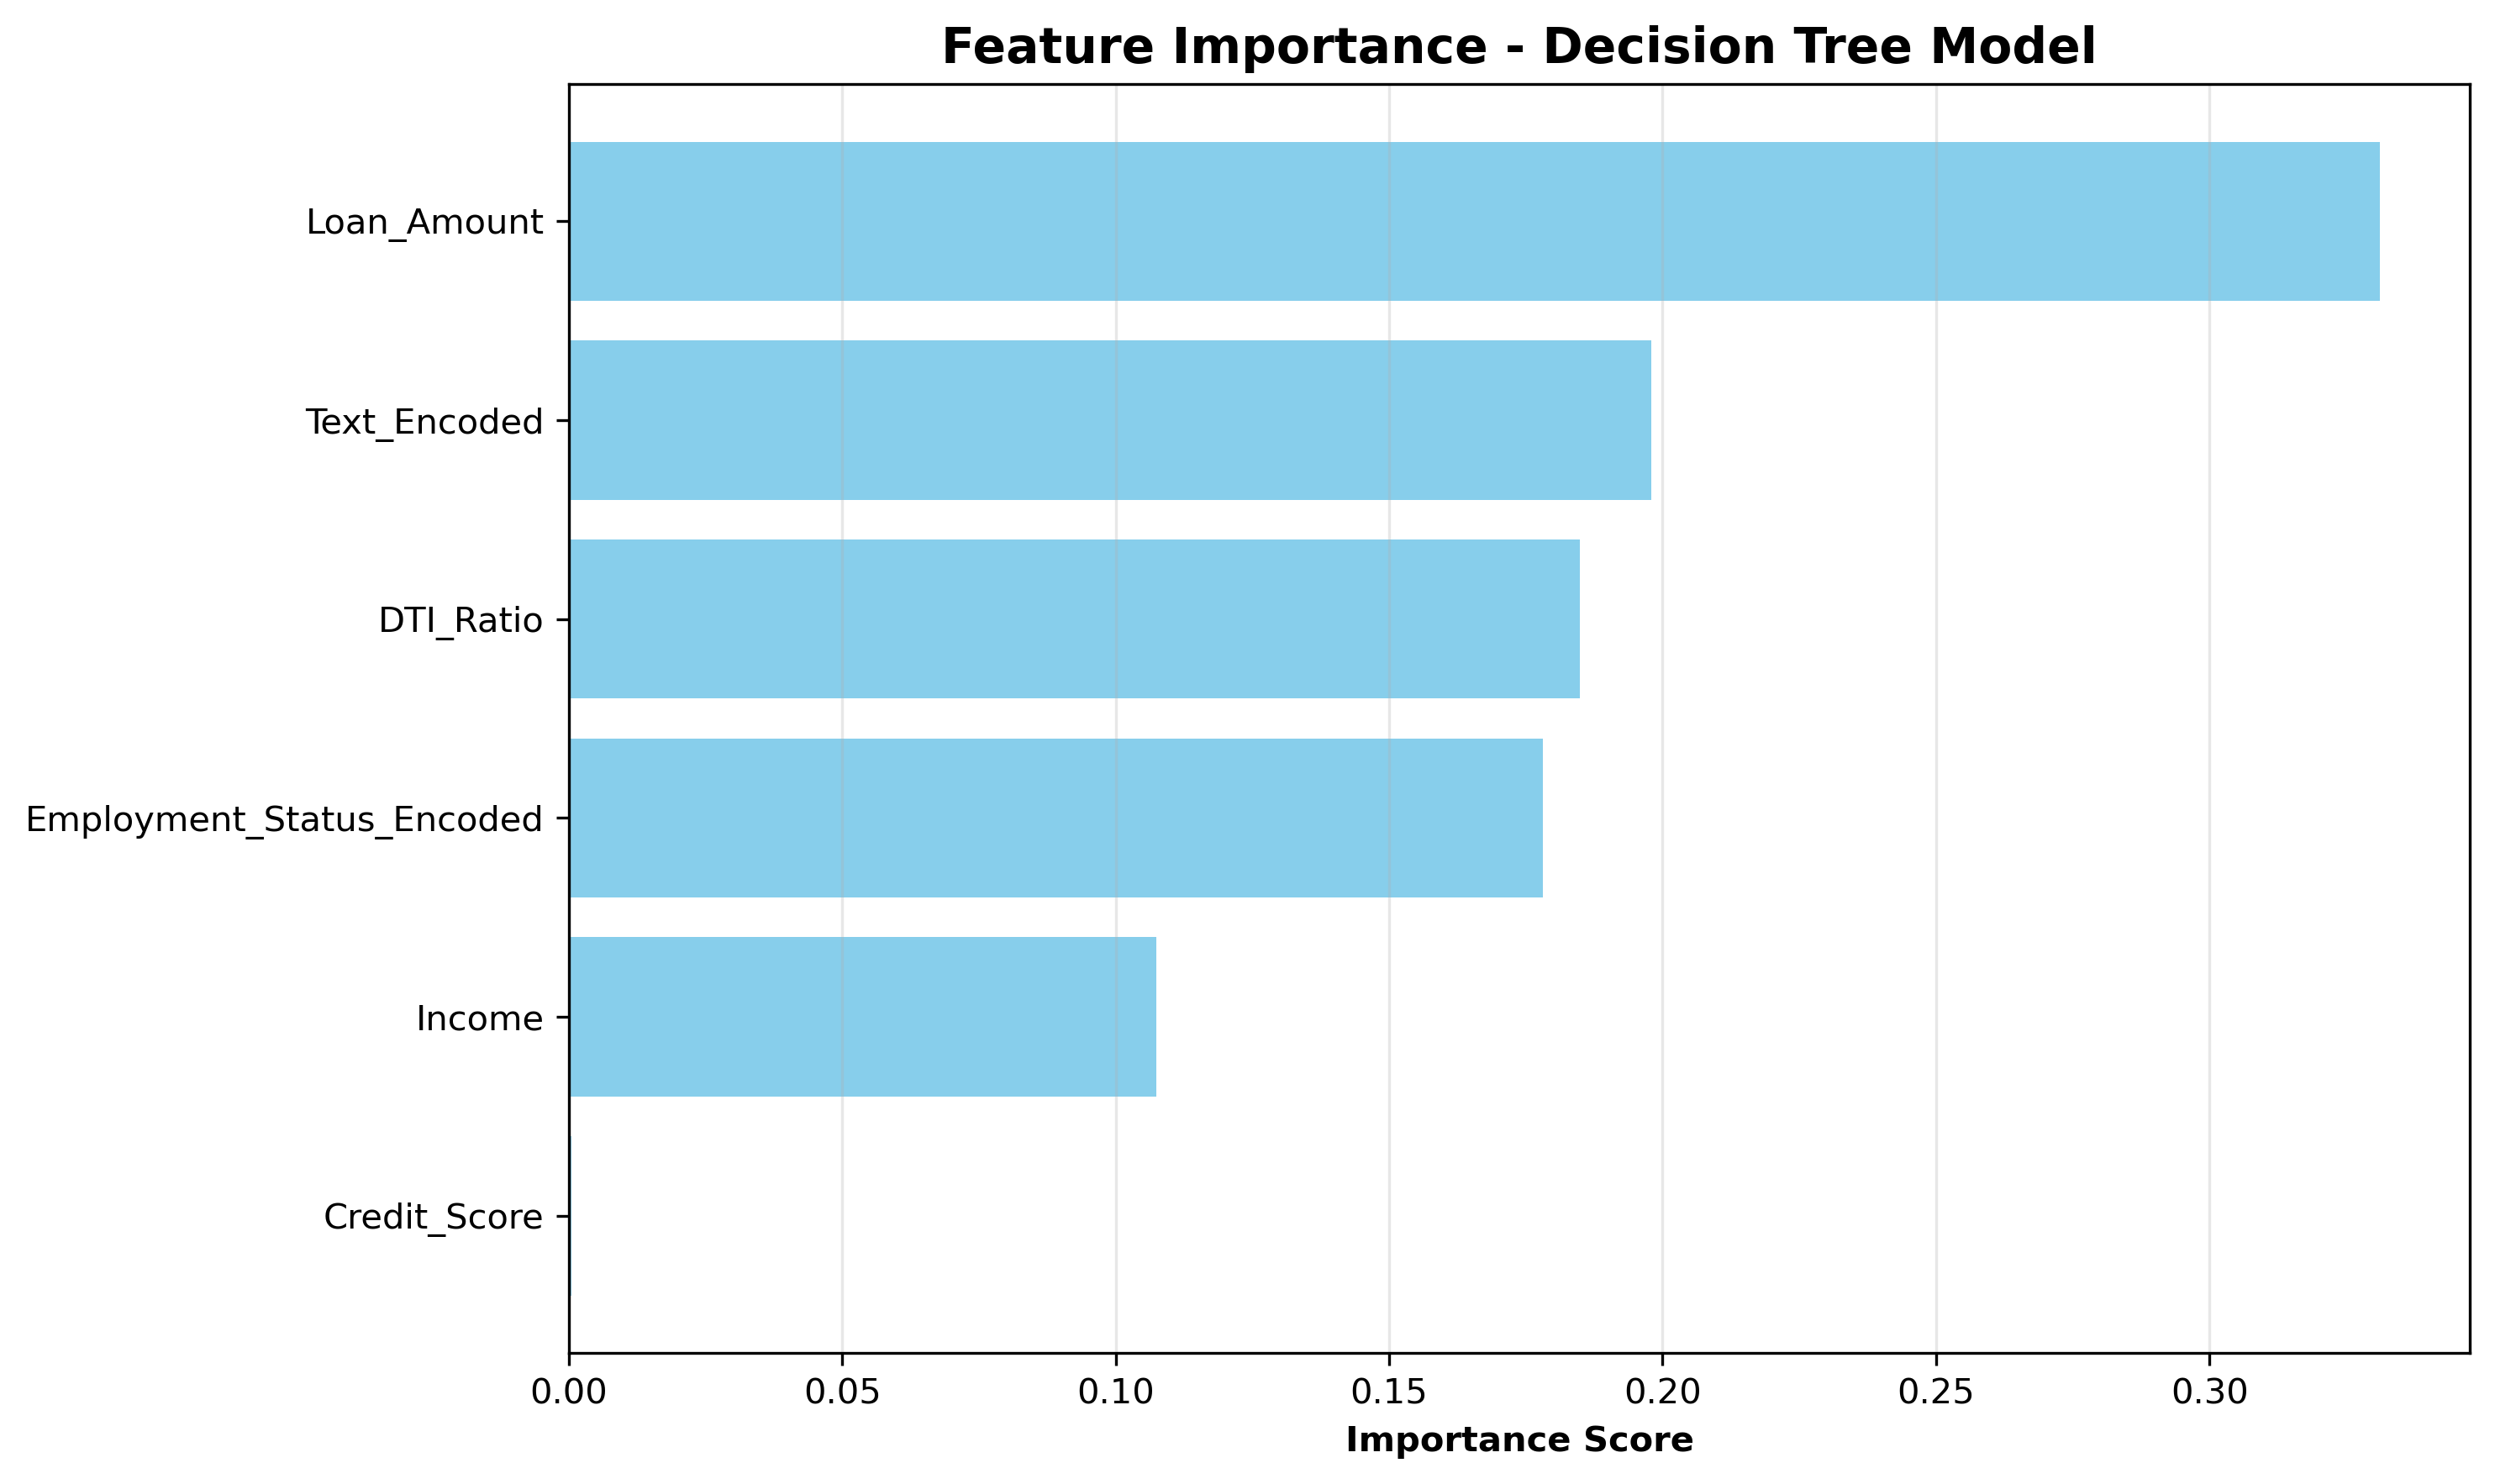 Feature Importance - Decision Tree Model
Loan_Amount
Text_Encoded
DTI_Ratio
Employment_Status_Encoded
Income
Credit_Score
0.00 0.05 0.10 0.15 0.20 0.25 0.30
Importance Score